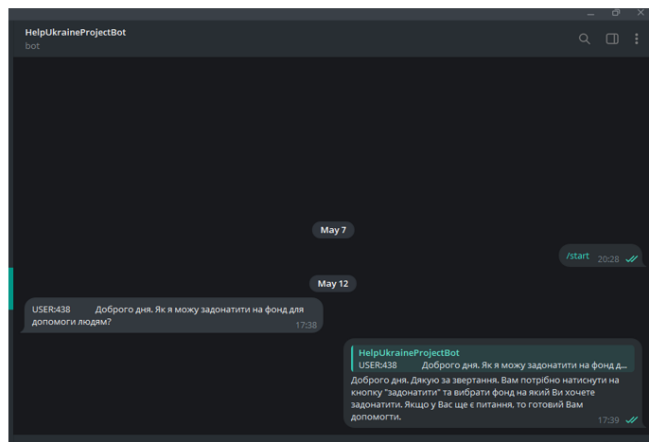 HelpUkraineProjectBot
bot
May 7
/start 20:28
May 12
USER:438 Доброго дня. Як я можу задонатити на фонд для
допомоги людям?
17:38
HelpUkraineProjectBot
USER:438 Доброго дня. Як я можу задонатити на фонд д...
Доброго дня. Дякую за звертання. Вам потрібно натиснути на
кнопку "задонатити" та вибрати фонд на який Ви хочете
задонатити. Якщо у Вас ще є питання, то готовий Вам
допомогти.
17:39